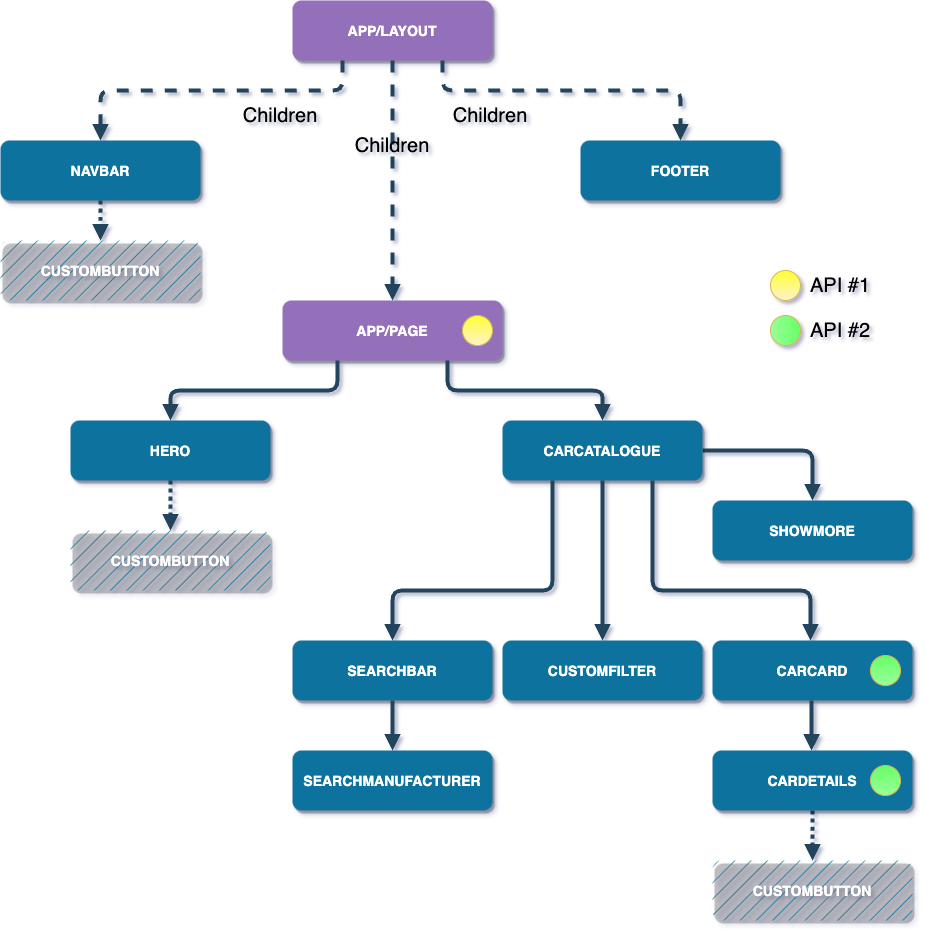 APP/LAYOUT
Children
Children
Children
NAVBAR
FOOTER
CUSTOMBUTTON
API #1
API #2
APP/PAGE
HERO
CARCATALOGUE
SHOWMORE
CUSTOMBUTTON
SEARCHBAR
CUSTOMFILTER
CARCARD
SEARCHMANUFACTURER
CARDETAILS
CUSTOMBUTTON